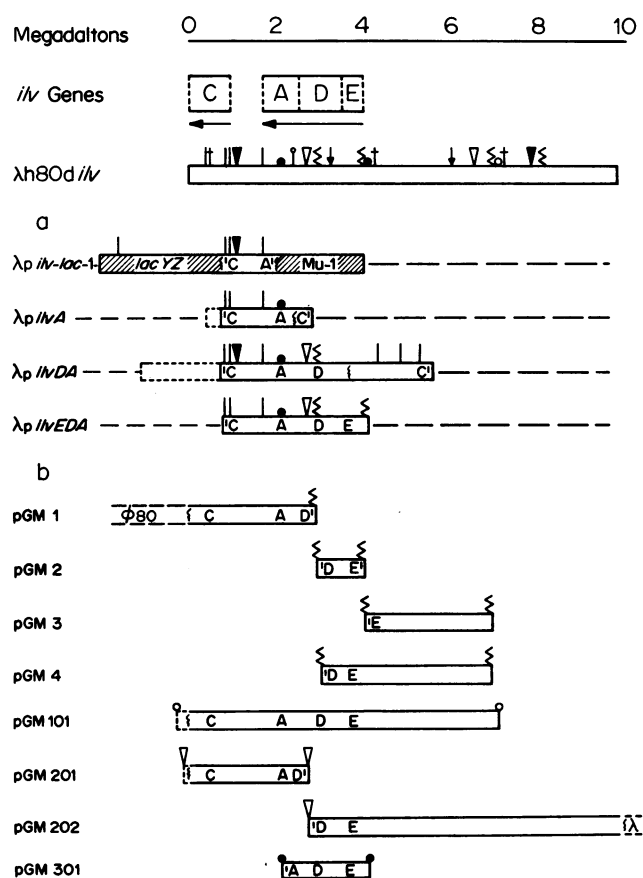 Megadaltons 0 2 4 6 8 10
ilv Genes C A D E
λh80d ilv
a
λp ilv-lac-1 lac YZ 'C A' Mu-1
λp ilvA 'C A C'
λp ilvDA 'C A D C'
λp ilvEDA 'C A D E
b
pGM 1 Φ80 C A D'
pGM 2 'D E'
pGM 3 'E
pGM 4 'D E
pGM 101 C A D E
pGM 201 C A D'
pGM 202 'D E λ
pGM 301 'A D E